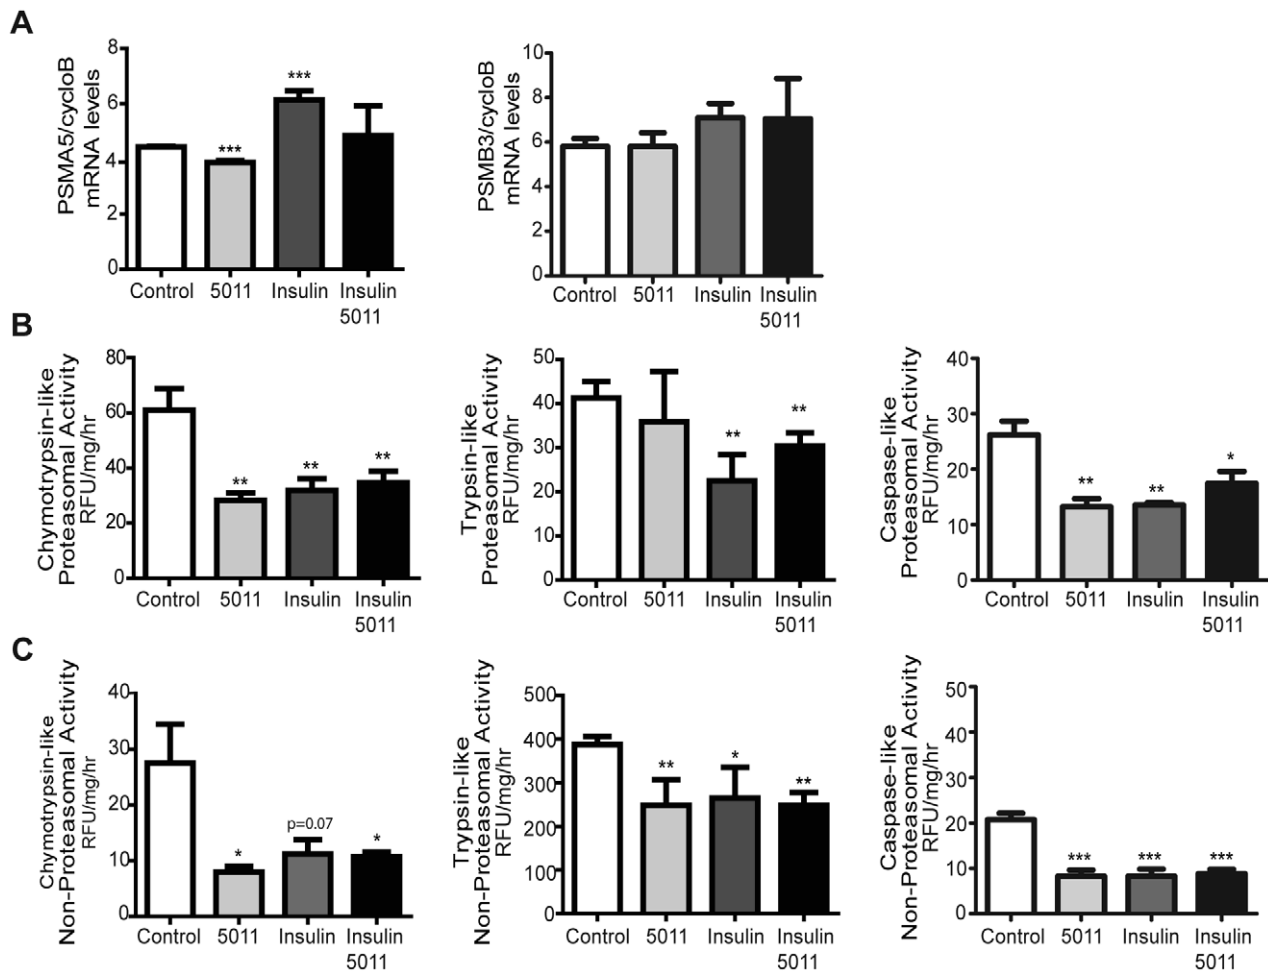 A
PSMA5/cycloB
mRNA levels
8
6
4
2
0
***
***
Control
5011
Insulin
Insulin
5011
PSMB3/cycloB
mRNA levels
10
8
6
4
2
0
Control
5011
Insulin
Insulin
5011
B
Chymotrypsin-like
Proteasomal Activity
RFU/mg/hr
80
60
40
20
0
**
**
**
Control
5011
Insulin
Insulin
5011
Trypsin-like
Proteasomal Activity
RFU/mg/hr
50
40
30
20
10
0
**
**
Control
5011
Insulin
Insulin
5011
Caspase-like
Proteasomal Activity
RFU/mg/hr
40
30
20
10
0
**
**
*
Control
5011
Insulin
Insulin
5011
C
Chymotypsin-like
Non-Proteasomal Activity
RFU/mg/hr
40
30
20
10
0
*
p=0.07
*
Control
5011
Insulin
Insulin
5011
Trypsin-like
Non-Proteasomal Activity
RFU/mg/hr
500
400
300
200
100
0
**
*
**
Control
5011
Insulin
Insulin
5011
Caspase-like
Non-Proteasomal Activity
RFU/mg/hr
50
40
30
20
10
0
***
***
***
Control
5011
Insulin
Insulin
5011